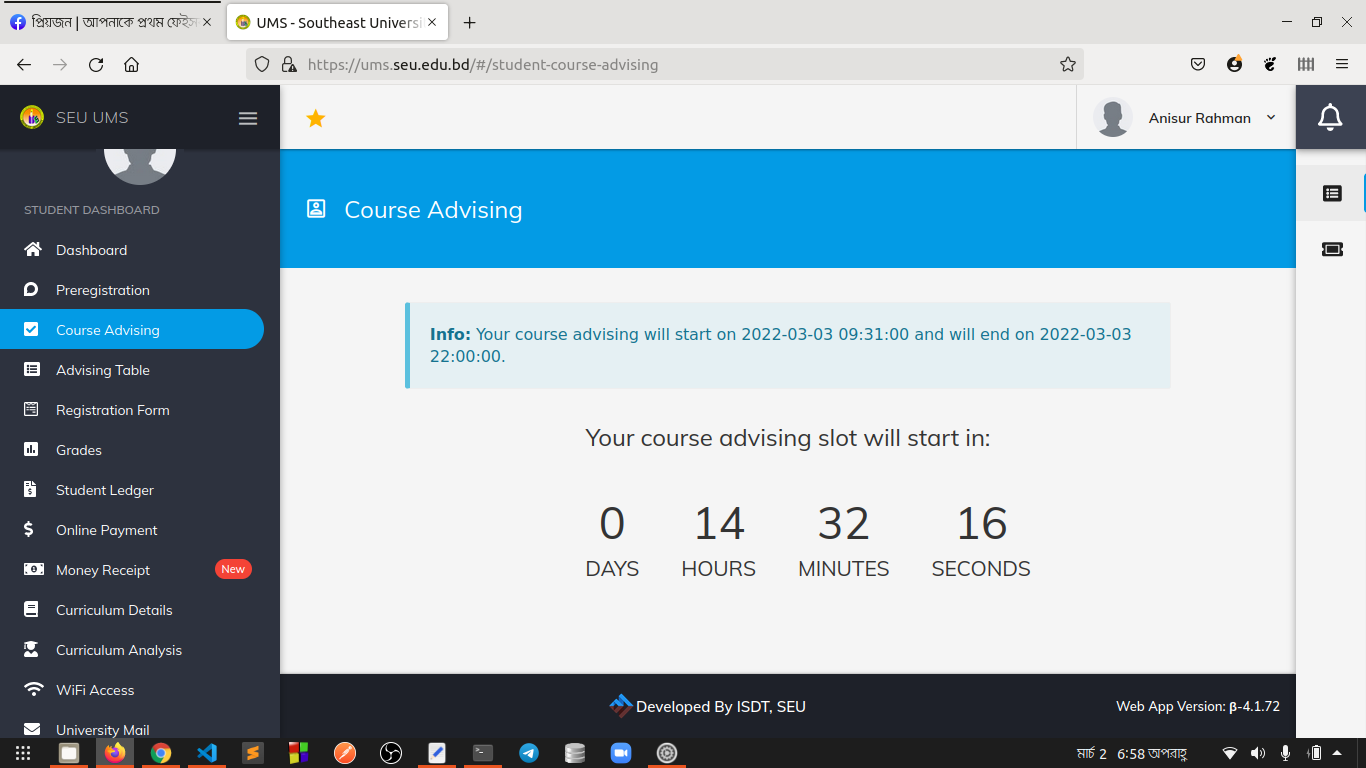 প্রিয়জন | আপনাকে প্রথম ফেইস
UMS - Southeast Universi
https://ums.seu.edu.bd/#/student-course-advising
SEU UMS
Anisur Rahman
STUDENT DASHBOARD
Dashboard
Preregistration
Course Advising
Advising Table
Registration Form
Grades
Student Ledger
Online Payment
Money Receipt
New
Curriculum Details
Curriculum Analysis
WiFi Access
University Mail
Course Advising
Info: Your course advising will start on 2022-03-03 09:31:00 and will end on 2022-03-03
22:00:00.
Your course advising slot will start in:
0 14 32 16
DAYS HOURS MINUTES SECONDS
Developed By ISDT, SEU
Web App Version: β-4.1.72
মার্চ 2 6:58 অপরাহ্ণ